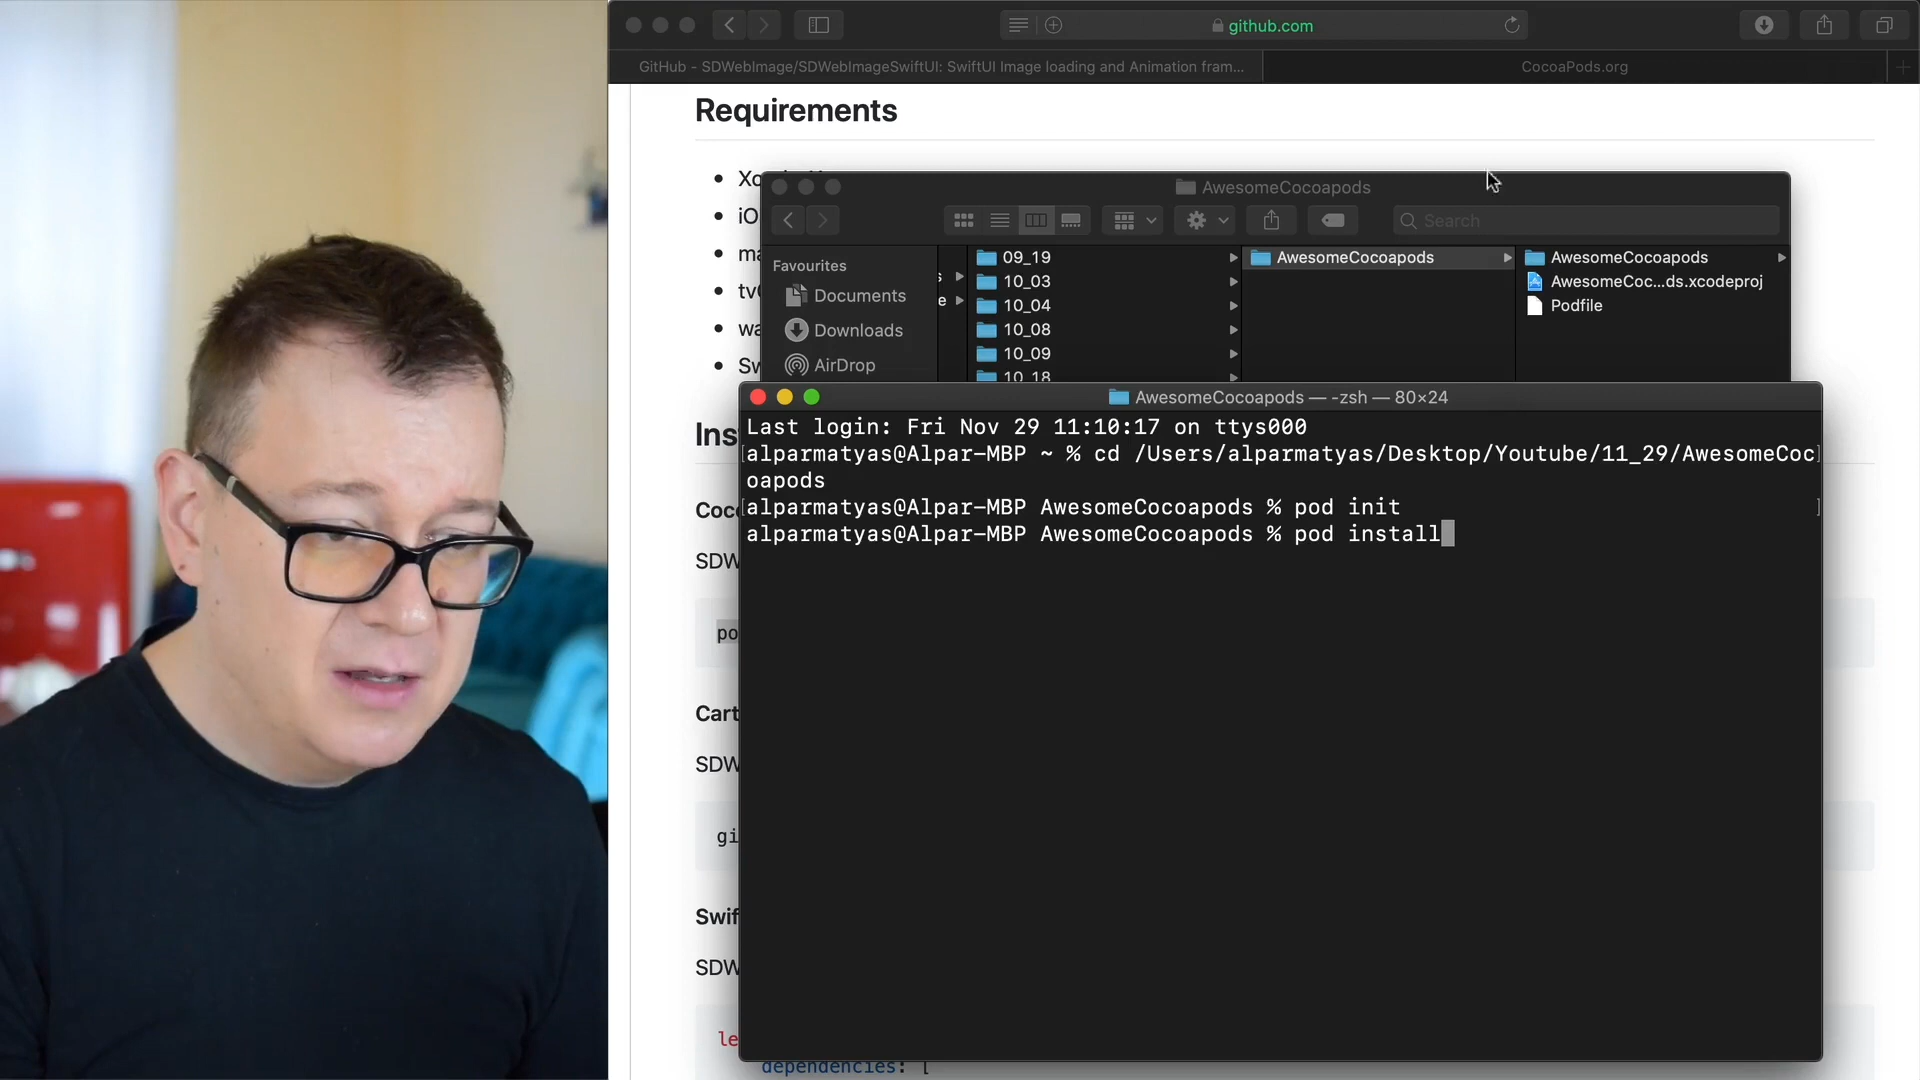 github.com
GitHub - SDWebImage/SDWebImageSwiftUI: SwiftUI Image loading and Animation fram...
CocoaPods.org
Requirements
AwesomeCocoapods
Search
Favourites
Documents
Downloads
AirDrop
09_19
10_03
10_04
10_08
10_09
10_18
AwesomeCocoapods
AwesomeCocoapods
AwesomeCoc...ds.xcodeproj
Podfile
AwesomeCocoapods — -zsh — 80×24
Last login: Fri Nov 29 11:10:17 on ttys000
alparmatyas@Alpar-MBP ~ % cd /Users/alparmatyas/Desktop/Youtube/11_29/AwesomeCoc
oapods
alparmatyas@Alpar-MBP AwesomeCocoapods % pod init
alparmatyas@Alpar-MBP AwesomeCocoapods % pod install
dependencies: [